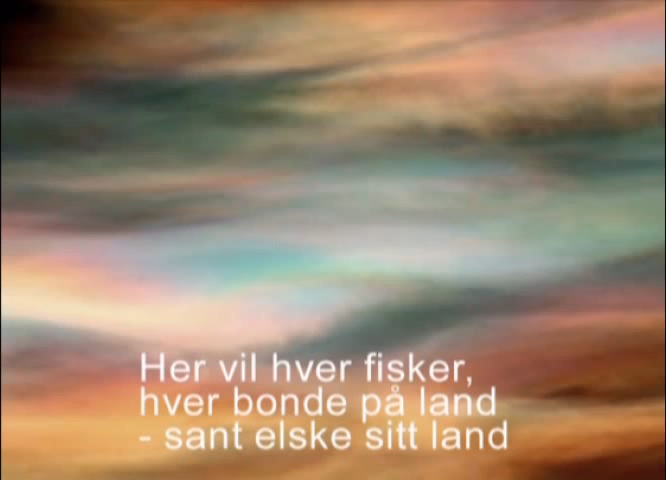 Her vil hver fisker,
hver bonde på land
- sant elske sitt land